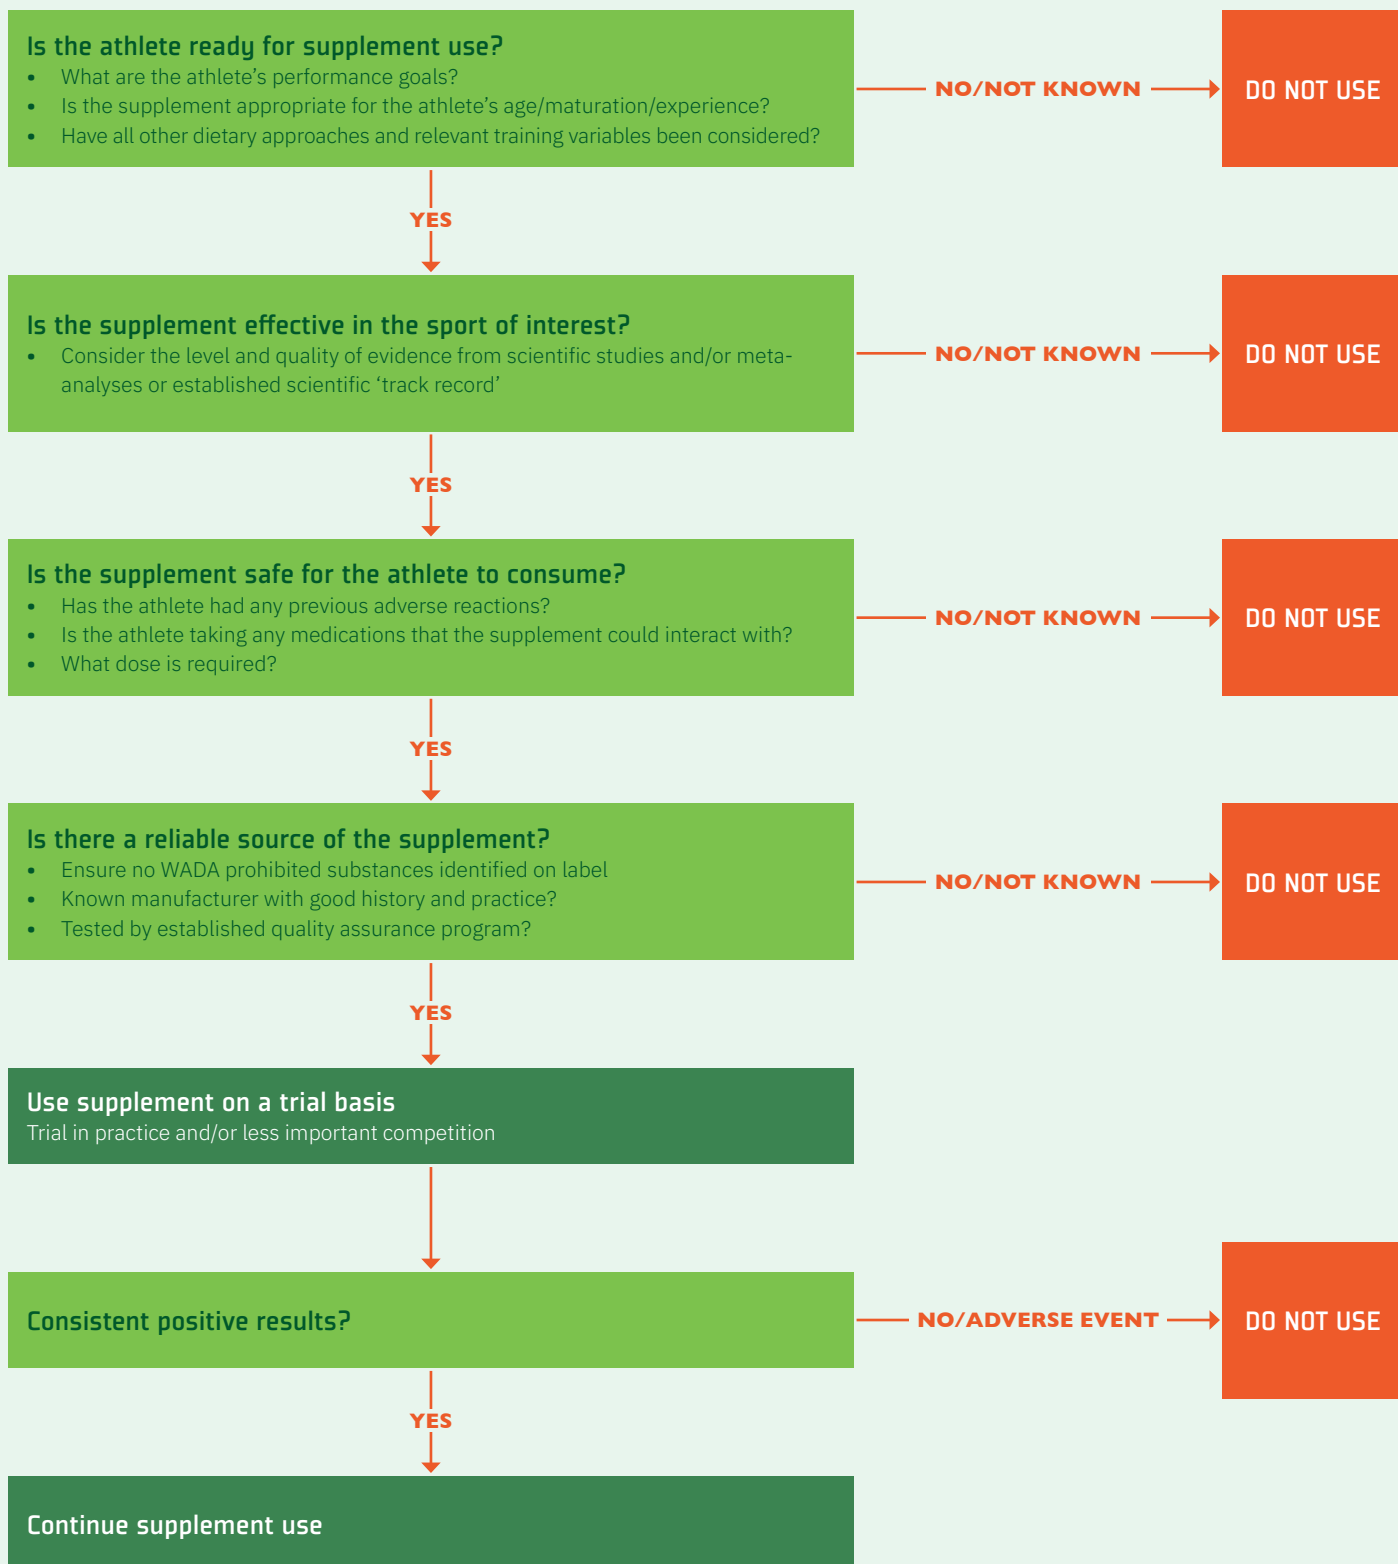 Is the athlete ready for supplement use?
• What are the athlete’s performance goals?
• Is the supplement appropriate for the athlete’s age/maturation/experience?
• Have all other dietary approaches and relevant training variables been considered?
NO/NOT KNOWN
DO NOT USE
YES
Is the supplement effective in the sport of interest?
• Consider the level and quality of evidence from scientific studies and/or meta-
analyses or established scientific ‘track record’
NO/NOT KNOWN
DO NOT USE
YES
Is the supplement safe for the athlete to consume?
• Has the athlete had any previous adverse reactions?
• Is the athlete taking any medications that the supplement could interact with?
• What dose is required?
NO/NOT KNOWN
DO NOT USE
YES
Is there a reliable source of the supplement?
• Ensure no WADA prohibited substances identified on label
• Known manufacturer with good history and practice?
• Tested by established quality assurance program?
NO/NOT KNOWN
DO NOT USE
YES
Use supplement on a trial basis
Trial in practice and/or less important competition
Consistent positive results?
NO/ADVERSE EVENT
DO NOT USE
YES
Continue supplement use